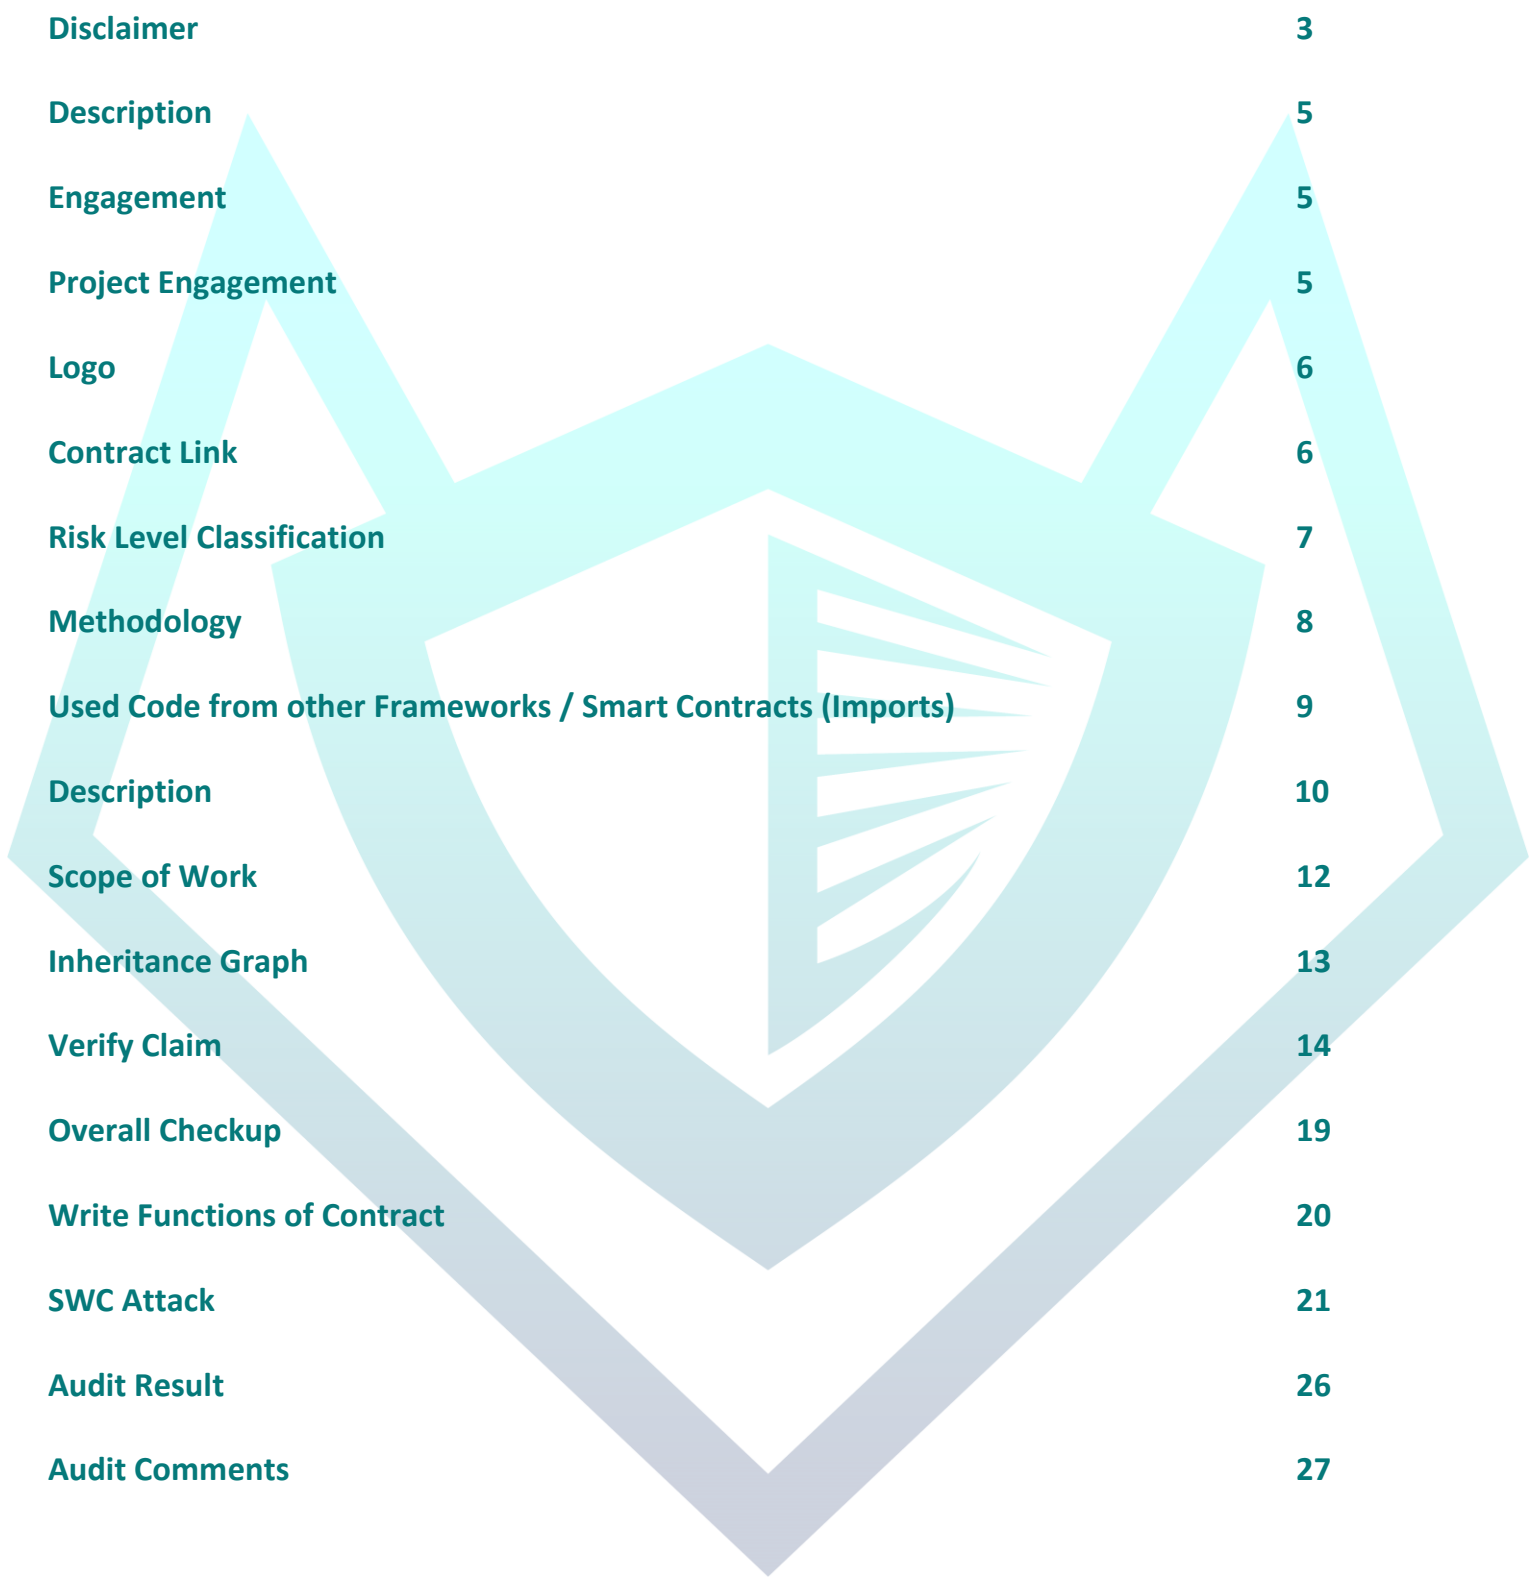 Disclaimer 3
Description 5
Engagement 5
Project Engagement 5
Logo 6
Contract Link 6
Risk Level Classification 7
Methodology 8
Used Code from other Frameworks / Smart Contracts (Imports) 9
Description 10
Scope of Work 12
Inheritance Graph 13
Verify Claim 14
Overall Checkup 19
Write Functions of Contract 20
SWC Attack 21
Audit Result 26
Audit Comments 27